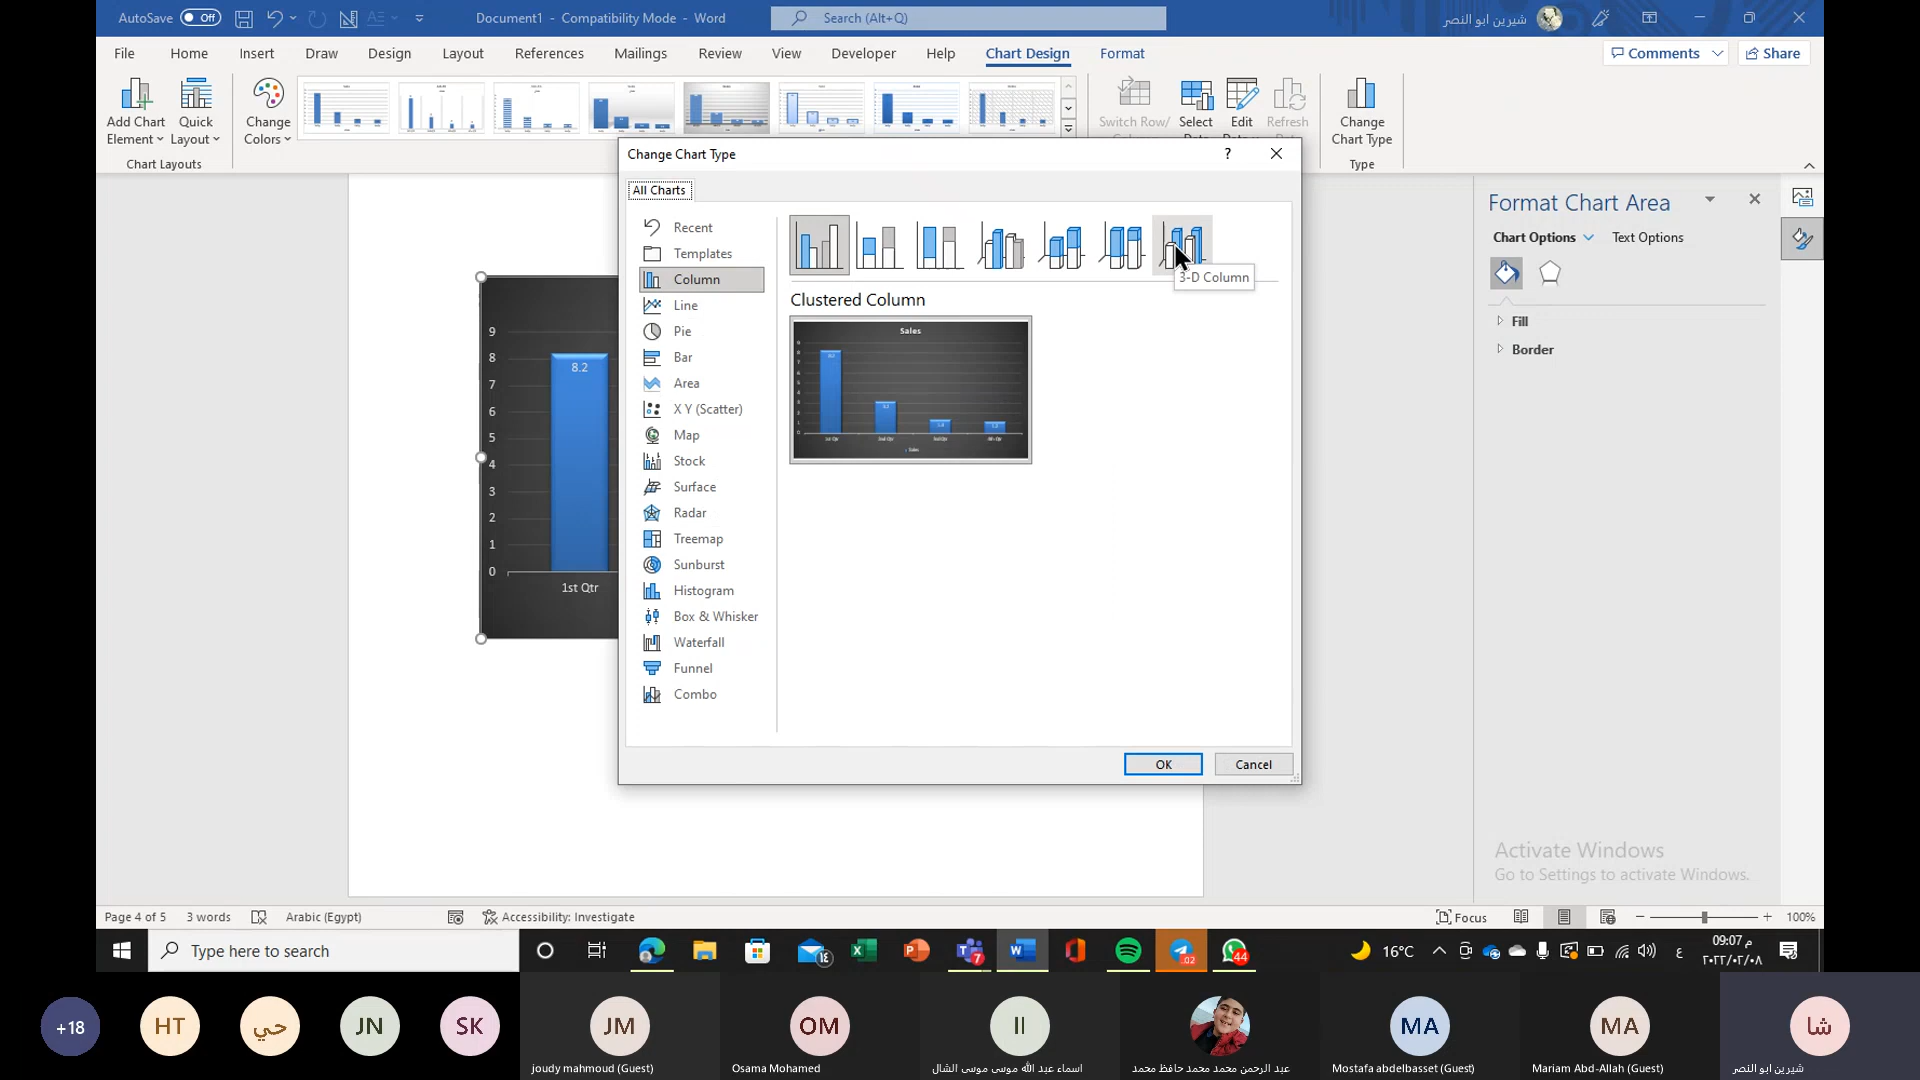 AutoSave Off Document1 - Compatibility Mode - Word Search (Alt+Q) شيرين ابو النصر
File Home Insert Draw Design Layout References Mailings Review View Developer Help Chart Design Format Comments Share
Add Chart Element Quick Layout Change Colors Switch Row/ Select Edit Refresh Change Chart Type
Chart Layouts Type
Change Chart Type ?
All Charts
Recent
Templates
Column
Line
Pie
Bar
Area
X Y (Scatter)
Map
Stock
Surface
Radar
Treemap
Sunburst
Histogram
Box & Whisker
Waterfall
Funnel
Combo
3-D Column
Clustered Column
Sales
OK Cancel
9
8
7
6
5
4
3
2
1
0
8.2
1st Qtr
Format Chart Area
Chart Options Text Options
Fill
Border
Activate Windows
Go to Settings to activate Windows.
Page 4 of 5 3 words Arabic (Egypt) Accessibility: Investigate Focus 100%
Type here to search 16°C ع 09:07 م
٢٠٢٢/٠٢/٠٨
7 44
+18 HT حي JN SK JM OM اا MA MA شا
joudy mahmoud (Guest) Osama Mohamed اسماء عبد الله موسى موسى الشال عبد الرحمن محمد محمد حافظ محمد Mostafa abdelbasset (Guest) Mariam Abd-Allah (Guest) شيرين ابو النصر